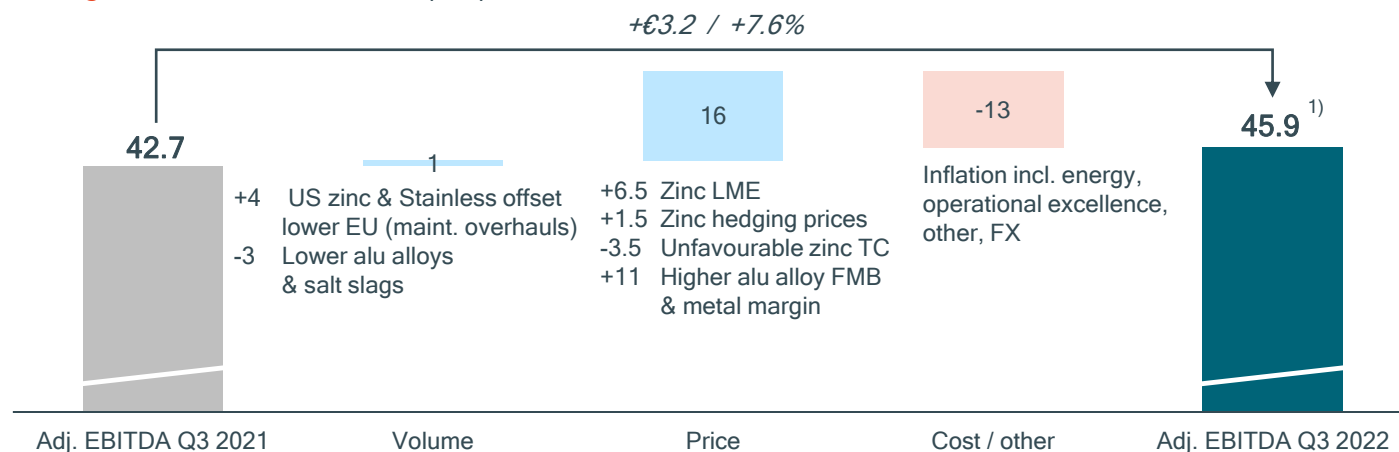 +€3.2 / +7.6%
42.7
1
16
-13
45.9 1)
+4 US zinc & Stainless offset
lower EU (maint. overhauls)
-3 Lower alu alloys
& salt slags
+6.5 Zinc LME
+1.5 Zinc hedging prices
-3.5 Unfavourable zinc TC
+11 Higher alu alloy FMB
& metal margin
Inflation incl. energy,
operational excellence,
other, FX
Adj. EBITDA Q3 2021
Volume
Price
Cost / other
Adj. EBITDA Q3 2022